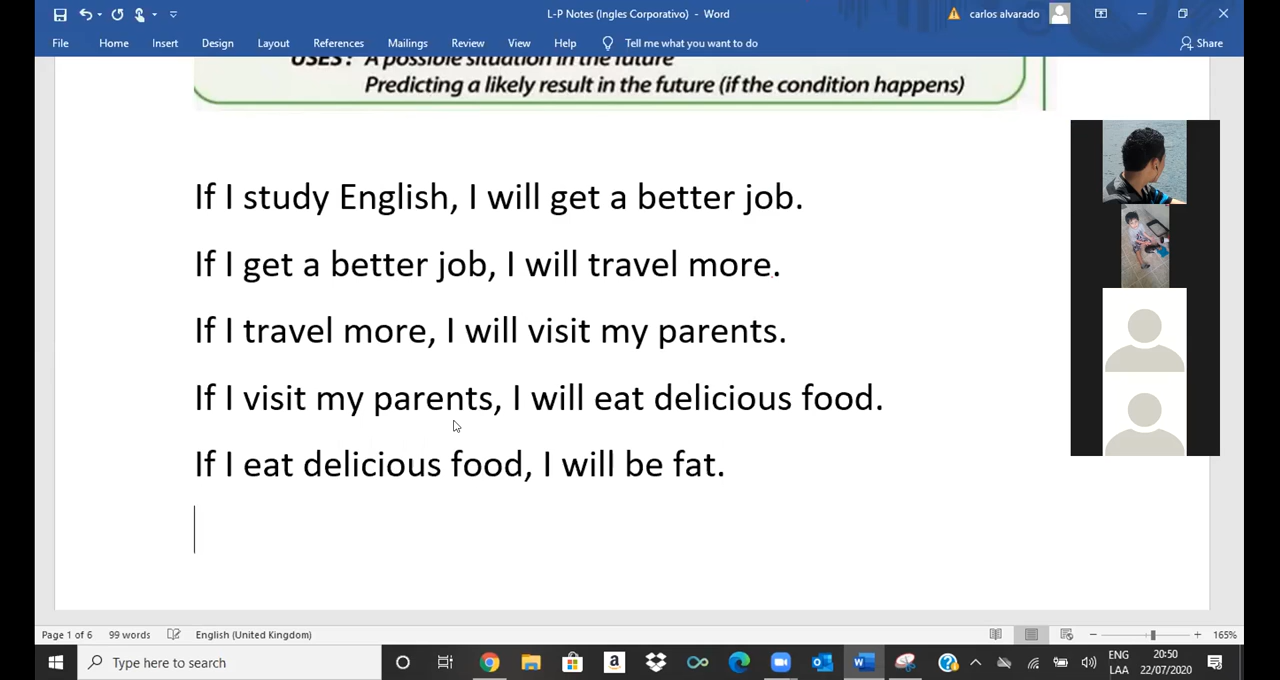 L-P Notes (Ingles Corporativo) - Word
carlos alvarado
File Home Insert Design Layout References Mailings Review View Help Tell me what you want to do Share
USES: A possible situation in the future
Predicting a likely result in the future (if the condition happens)
If I study English, I will get a better job.
If I get a better job, I will travel more.
If I travel more, I will visit my parents.
If I visit my parents, I will eat delicious food.
If I eat delicious food, I will be fat.
Page 1 of 6 99 words English (United Kingdom) 165%
Type here to search
ENG 20:50
LAA 22/07/2020